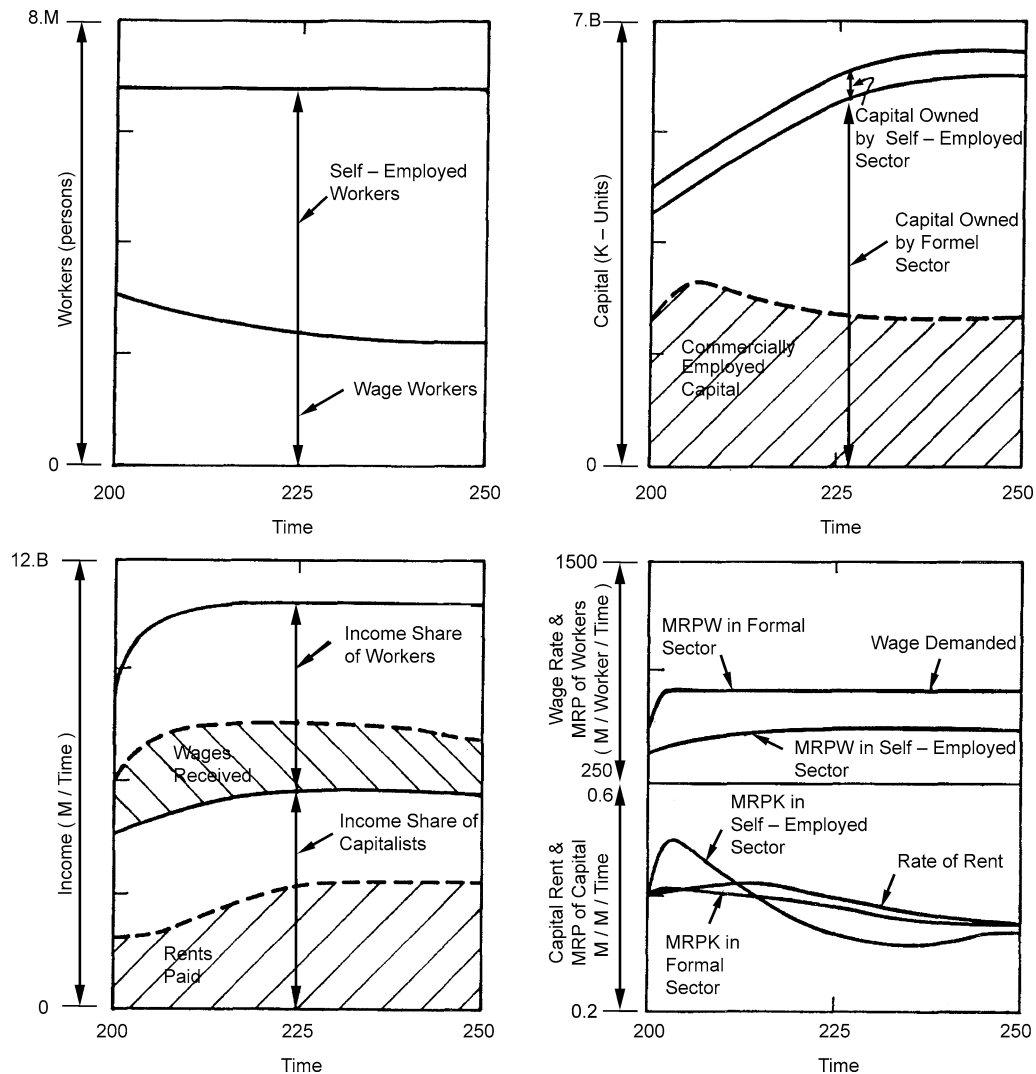 8.M
Workers (persons)
Self – Employed
Workers
Wage Workers
0
200
225
250
Time
7.B
Capital (K – Units)
Capital Owned
by Self – Employed
Sector
Capital Owned
by Formel
Sector
Commercially
Employed
Capital
0
200
225
250
Time
12.B
Income ( M / Time)
Income Share
of Workers
Wages
Received
Income Share of
Capitalists
Rents
Paid
0
200
225
250
Time
1500
Wage Rate &
MRP of Workers
( M / Worker / Time )
MRPW in Formal
Sector
Wage Demanded
MRPW in Self – Employed
Sector
250
0.6
Capital Rent &
MRP of Capital
M / M / Time
MRPK in
Self – Employed
Sector
Rate of Rent
MRPK in
Formal
Sector
0.2
200
225
250
Time